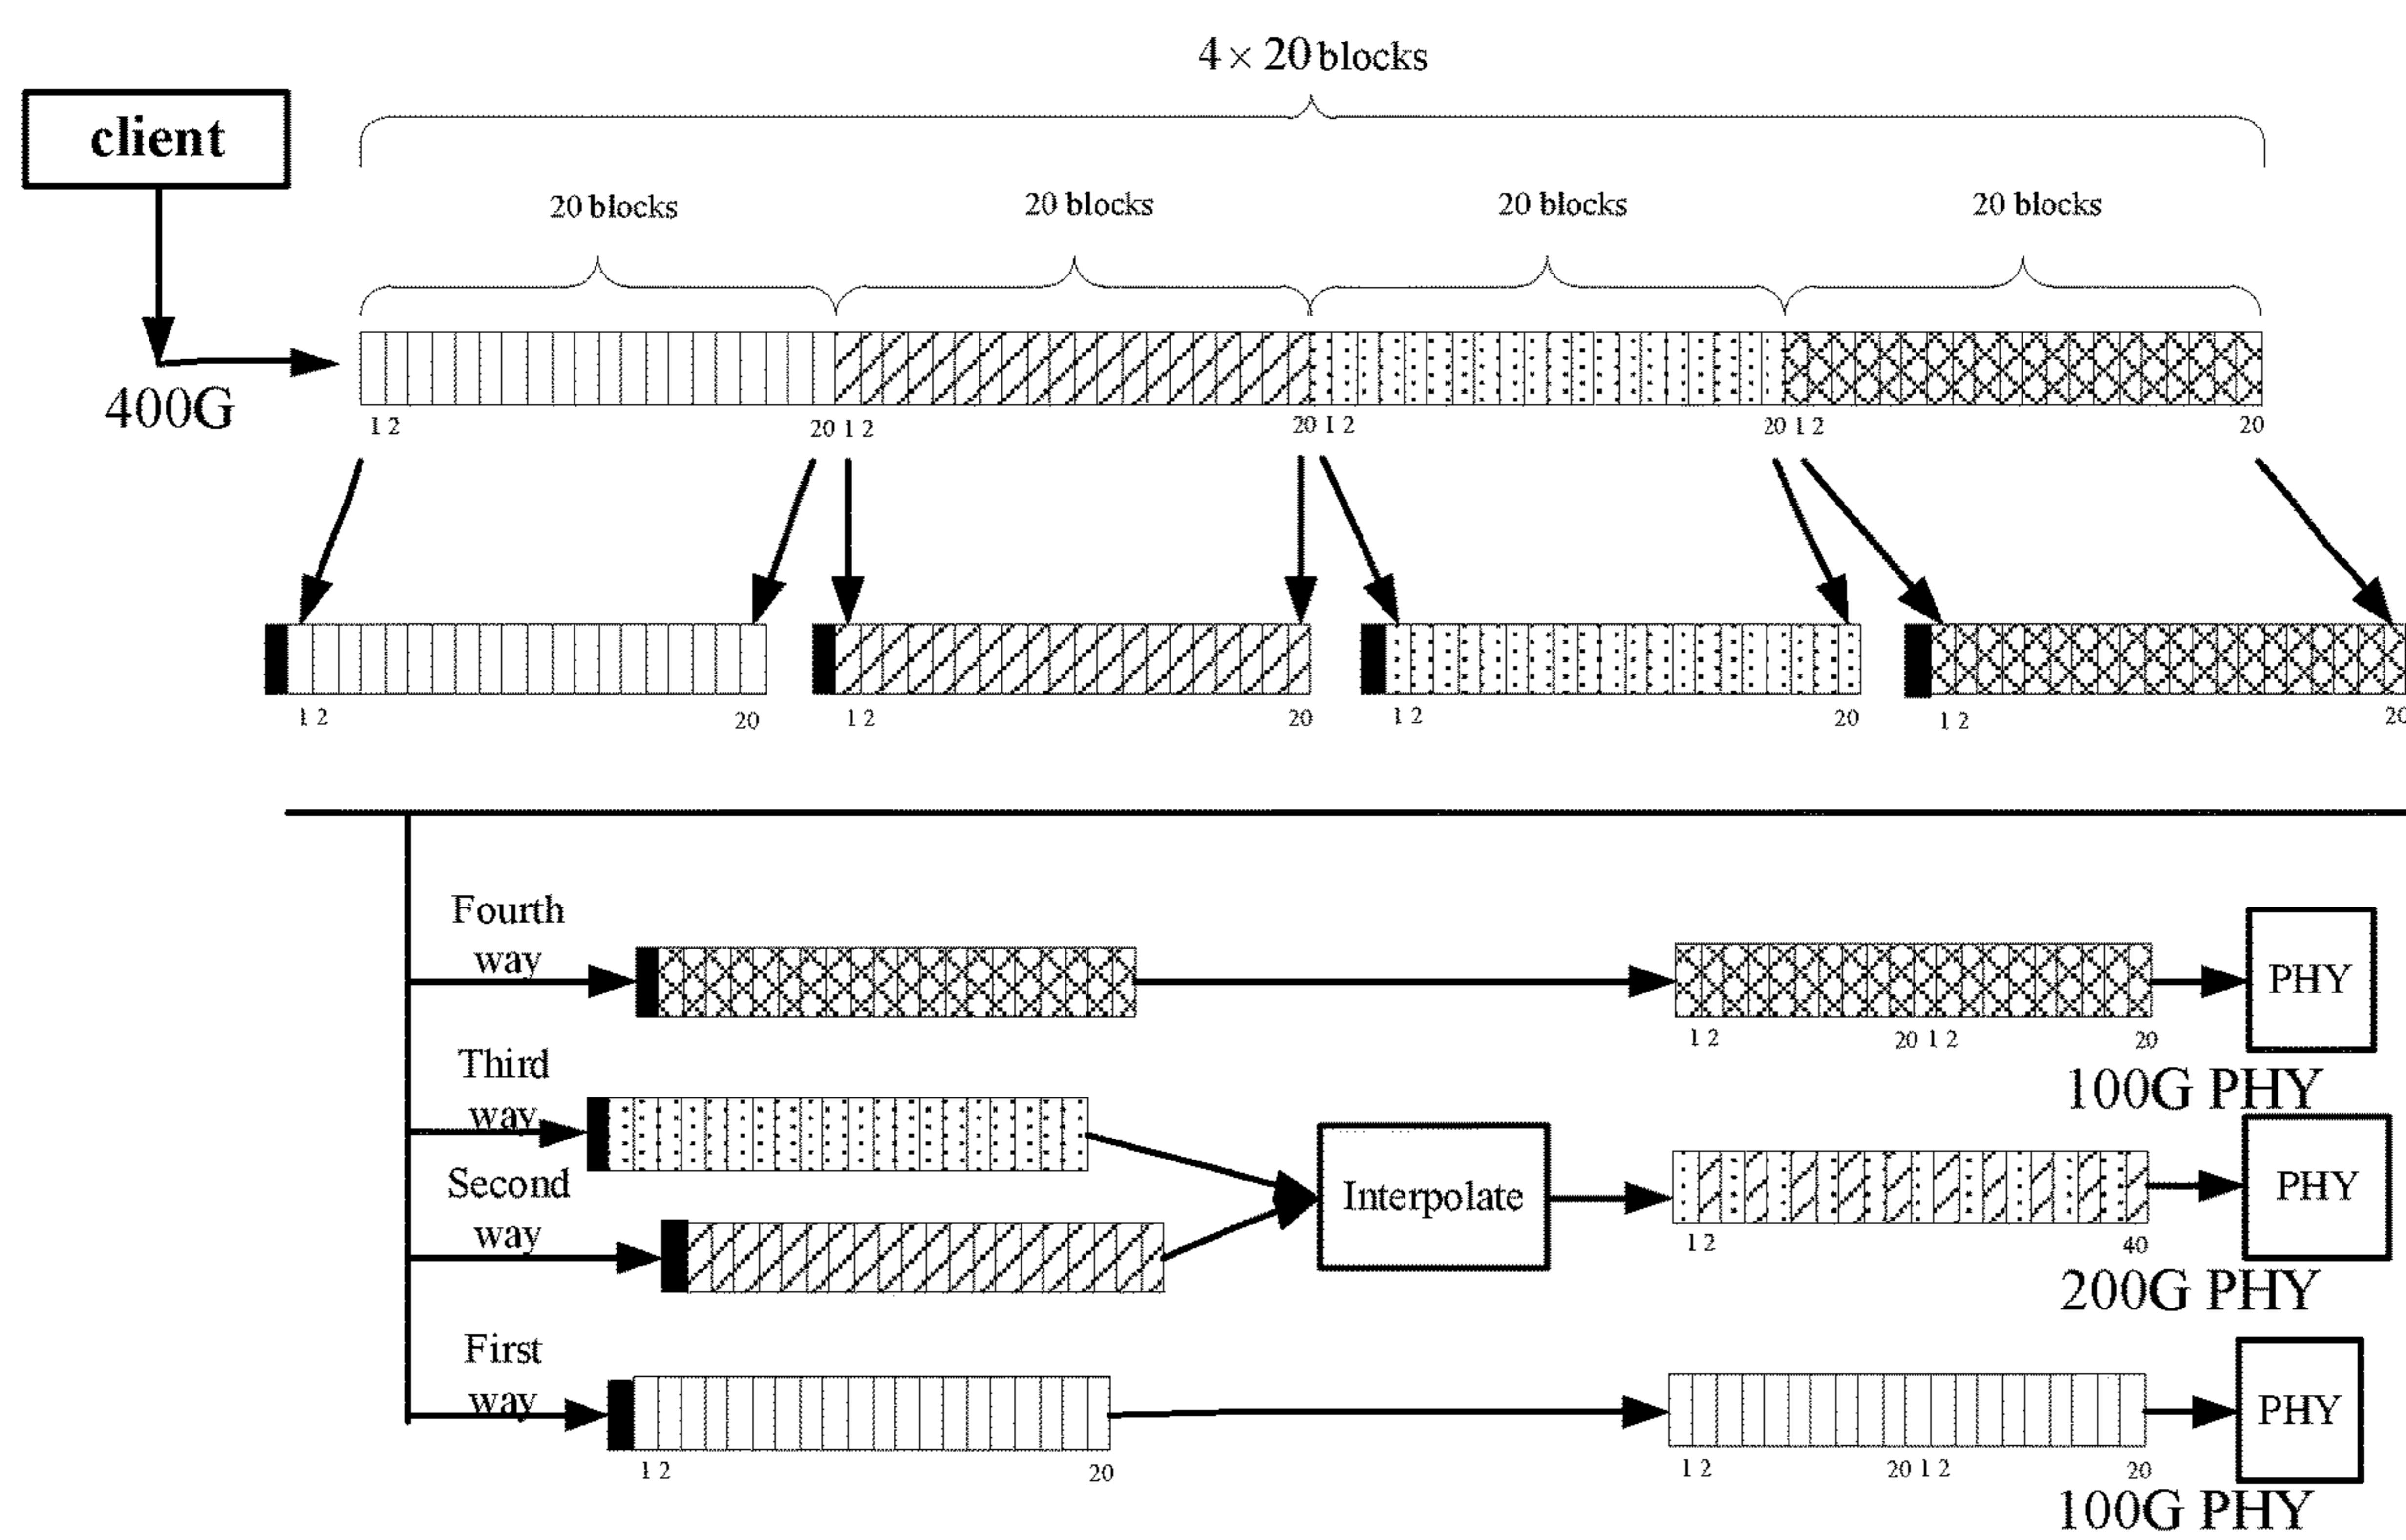 4 × 20 blocks
client
20 blocks 20 blocks 20 blocks 20 blocks
400G
1 2 20 1 2 20 1 2 20 1 2 20
1 2 20 1 2 20 1 2 20 1 2 20
Fourth
way
PHY
1 2 20 1 2 20
100G PHY
Third
way
Second
way
Interpolate
PHY
1 2 40
200G PHY
First
way
PHY
1 2 20 1 2 20 1 2 20
100G PHY